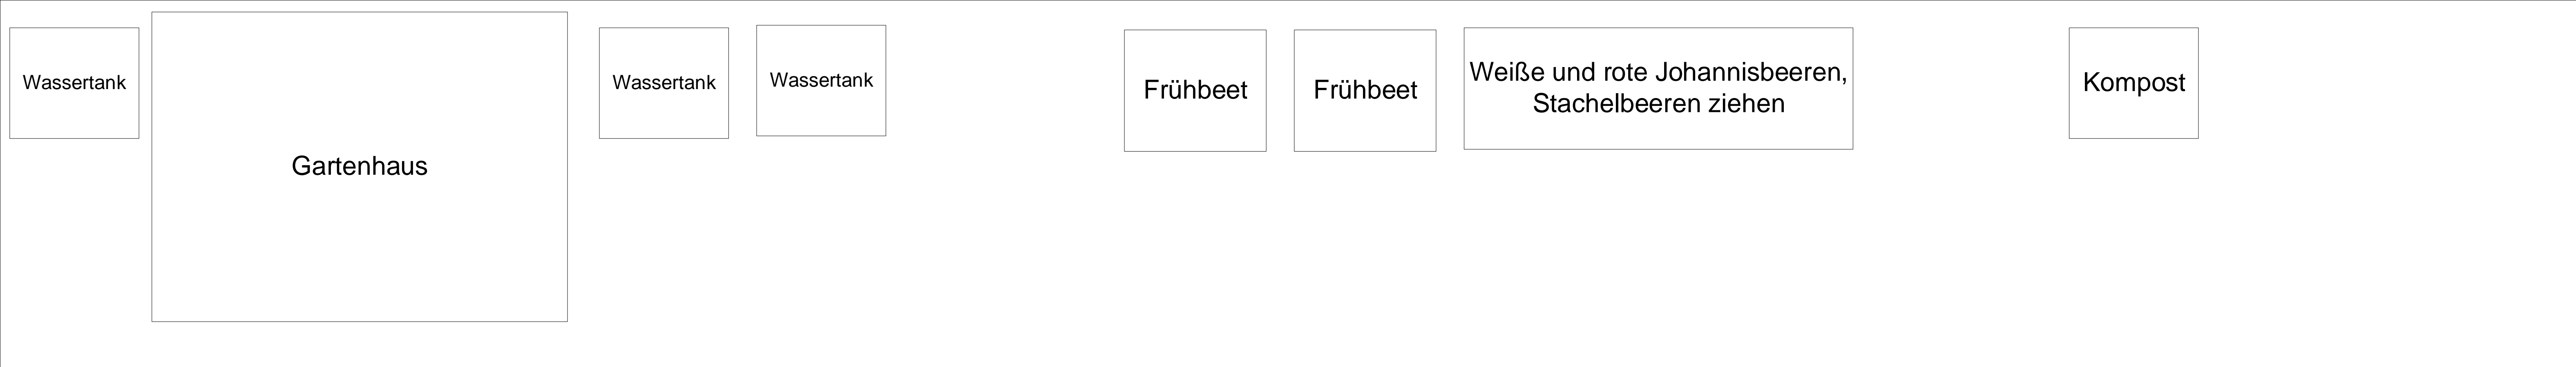 Wassertank
Gartenhaus
Wassertank
Wassertank
Frühbeet
Frühbeet
Weiße und rote Johannisbeeren,
Stachelbeeren ziehen
Kompost